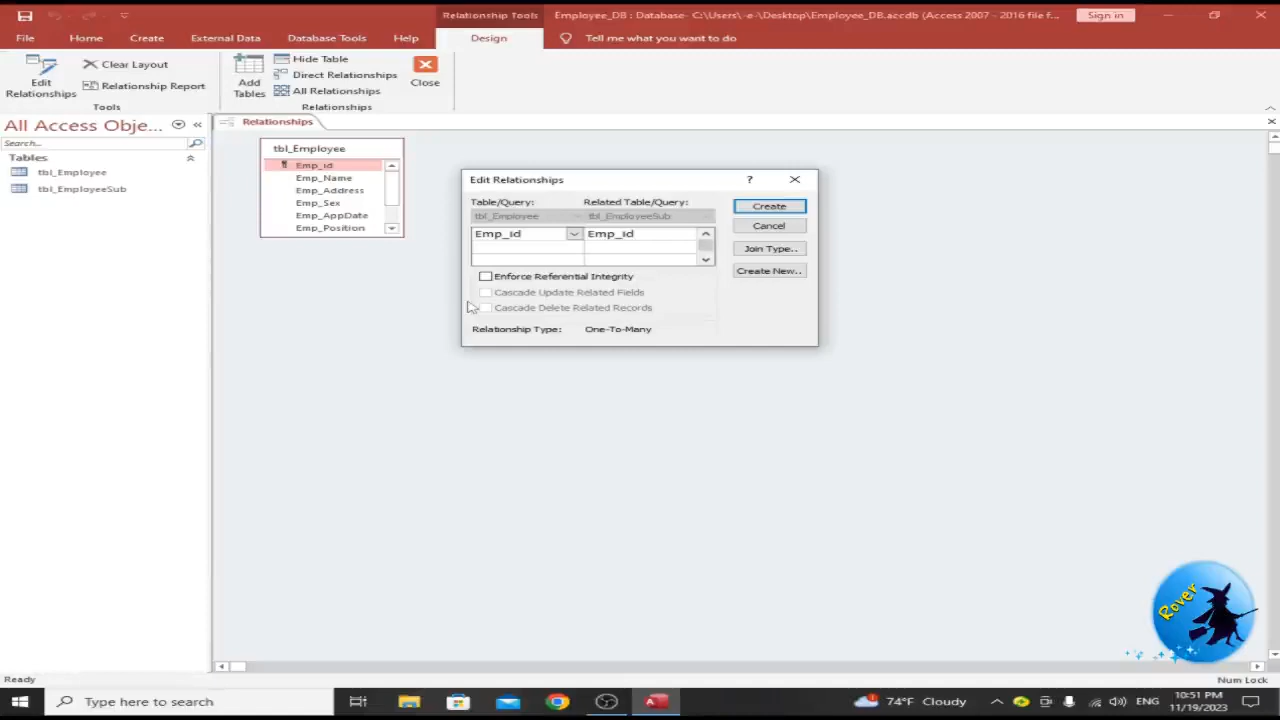 Relationship Tools
Employee_DB : Database- C:\Users\ -e-\Desktop\Employee_DB.accdb (Access 2007 - 2016 file f...
Sign in
File
Home
Create
External Data
Database Tools
Help
Design
Tell me what you want to do
Edit Relationships
Clear Layout
Relationship Report
Tools
Add Tables
Hide Table
Direct Relationships
All Relationships
Relationships
Close
All Access Obje...
Search...
Tables
tbl_Employee
tbl_EmployeeSub
Relationships
tbl_Employee
Emp_id
Emp_Name
Emp_Address
Emp_Sex
Emp_AppDate
Emp_Position
Edit Relationships
?
Table/Query:
Related Table/Query:
tbl_Employee
tbl_EmployeeSub
Emp_id
Emp_id
Enforce Referential Integrity
Cascade Update Related Fields
Cascade Delete Related Records
Relationship Type:
One-To-Many
Create
Cancel
Join Type..
Create New..
Rover
Ready
Num Lock
Type here to search
74°F Cloudy
ENG
10:51 PM
11/19/2023